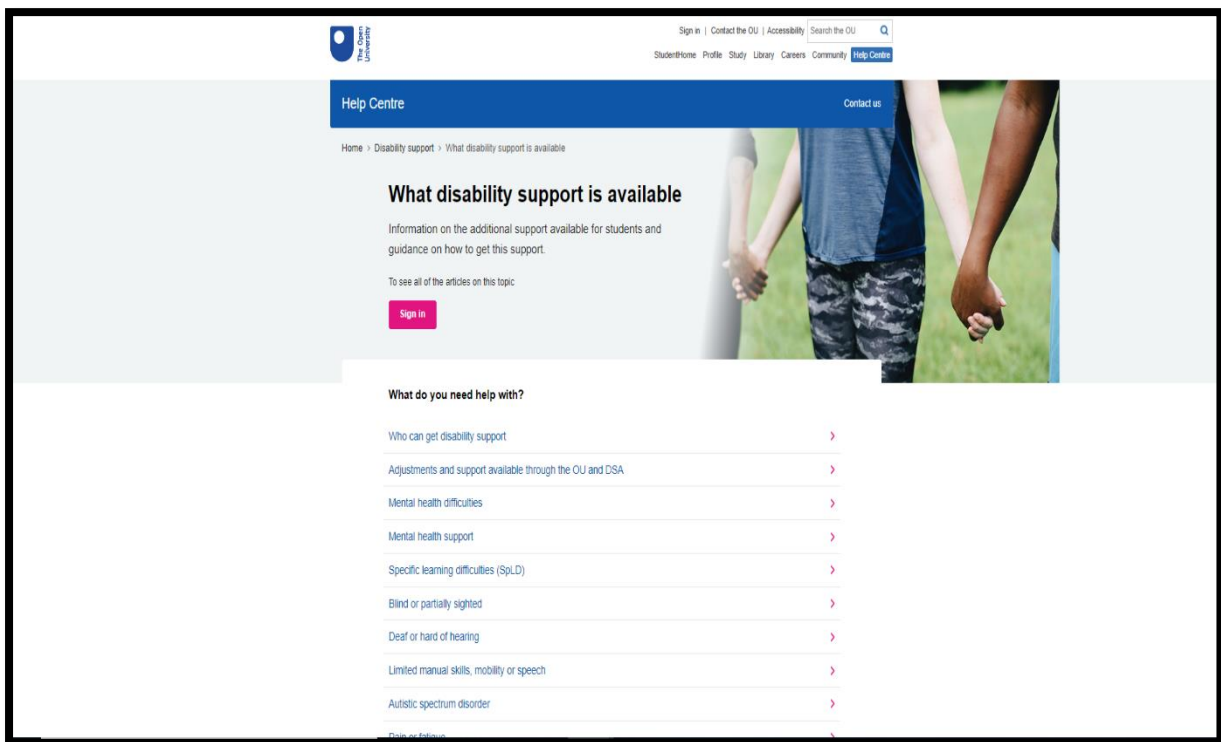 The Open
University
Sign in | Contact the OU | Accessibility Search the OU
StudentHome Profile Study Library Careers Community Help Centre
Help Centre Contact us
Home > Disability support > What disability support is available
What disability support is available
Information on the additional support available for students and
guidance on how to get this support.
To see all of the articles on this topic
Sign in
What do you need help with?
Who can get disability support
Adjustments and support available through the OU and DSA
Mental health difficulties
Mental health support
Specific learning difficulties (SpLD)
Blind or partially sighted
Deaf or hard of hearing
Limited manual skills, mobility or speech
Autistic spectrum disorder
Pain or fatigue